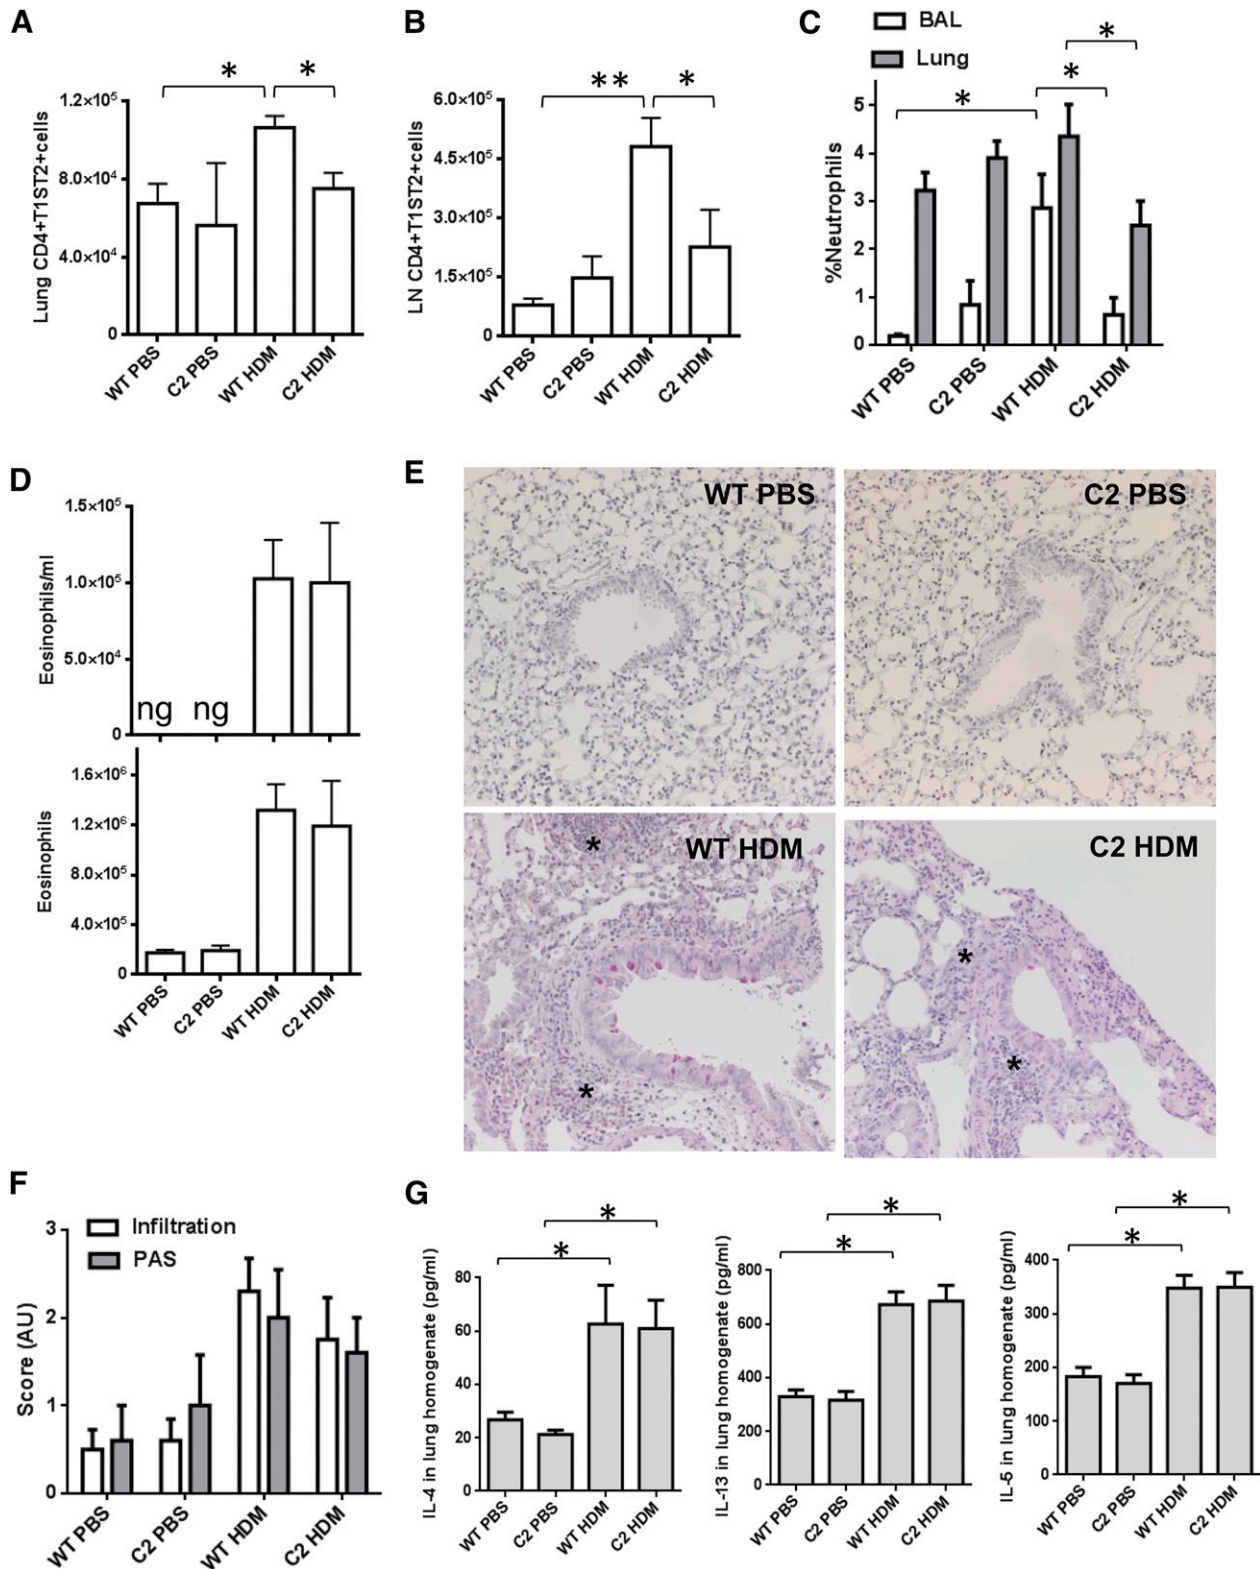 A
Lung CD4+T1ST2+cells
1.2×10⁵
8.0×10⁴
4.0×10⁴
0
*
*
WT PBS
C2 PBS
WT HDM
C2 HDM
B
LN CD4+T1ST2+cells
6.0×10⁵
4.5×10⁵
3.0×10⁵
1.5×10⁵
0
**
*
WT PBS
C2 PBS
WT HDM
C2 HDM
C
BAL
Lung
%Neutrophils
5
4
3
2
1
0
*
*
*
WT PBS
C2 PBS
WT HDM
C2 HDM
D
Eosinophils/ml
1.5×10⁵
1.0×10⁵
5.0×10⁴
0
ng ng
Eosinophils
1.6×10⁶
1.2×10⁶
8.0×10⁵
4.0×10⁵
0
WT PBS
C2 PBS
WT HDM
C2 HDM
E
WT PBS
C2 PBS
WT HDM
*
*
C2 HDM
*
*
F
Infiltration
PAS
Score (AU)
3
2
1
0
WT PBS
C2 PBS
WT HDM
C2 HDM
G
IL-4 in lung homogenate (pg/ml)
80
60
40
20
0
*
*
WT PBS
C2 PBS
WT HDM
C2 HDM
IL-13 in lung homogenate (pg/ml)
800
600
400
200
0
*
*
WT PBS
C2 PBS
WT HDM
C2 HDM
IL-5 in lung homogenate (pg/ml)
400
300
200
100
0
*
*
WT PBS
C2 PBS
WT HDM
C2 HDM